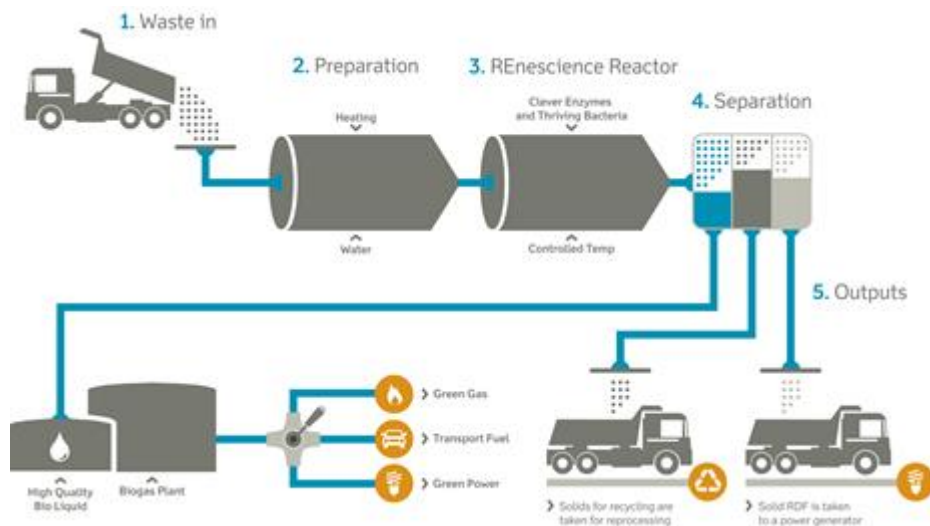 1. Waste in
2. Preparation
3. REnescience Reactor
Heating
Clever Enzymes
and Thriving Bacteria
4. Separation
Water
Controlled Temp
5. Outputs
Green Gas
Transport Fuel
Green Power
High Quality
Bio Liquid
Biogas Plant
Solids for recycling are
taken for reprocessing
Solid RDF is taken
to a power generator